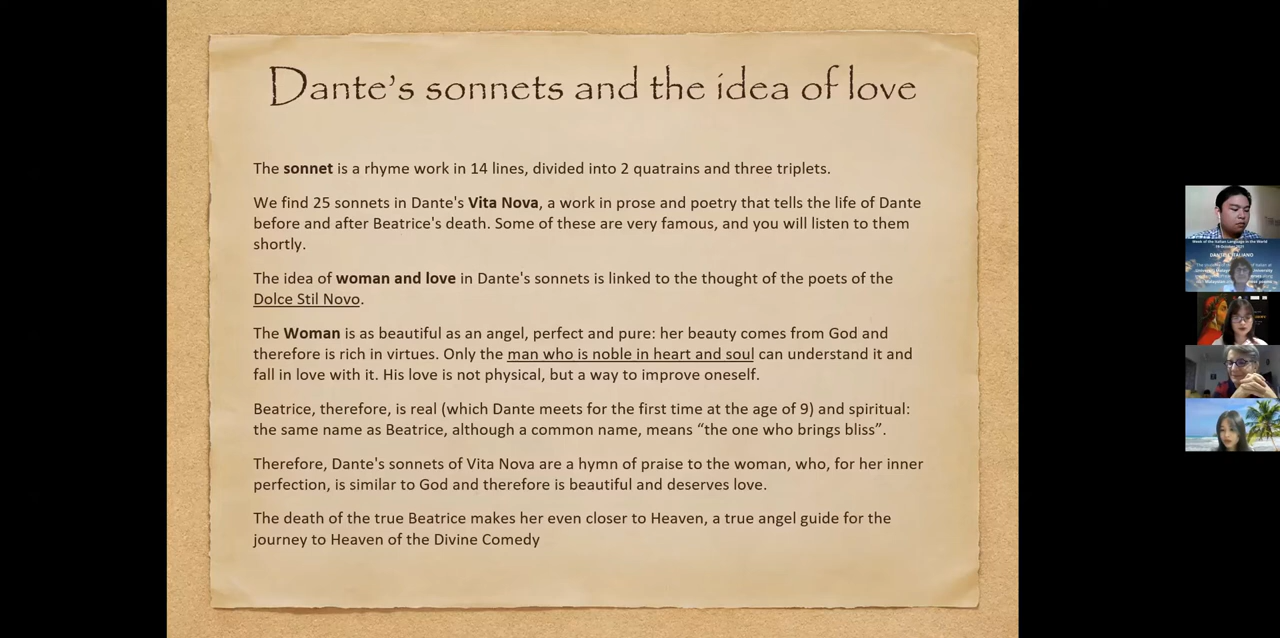 Dante's sonnets and the idea of love
The sonnet is a rhyme work in 14 lines, divided into 2 quatrains and three triplets.
We find 25 sonnets in Dante's Vita Nova, a work in prose and poetry that tells the life of Dante
before and after Beatrice's death. Some of these are very famous, and you will listen to them
shortly.
The idea of woman and love in Dante's sonnets is linked to the thought of the poets of the
Dolce Stil Novo.
The Woman is as beautiful as an angel, perfect and pure: her beauty comes from God and
therefore is rich in virtues. Only the man who is noble in heart and soul can understand it and
fall in love with it. His love is not physical, but a way to improve oneself.
Beatrice, therefore, is real (which Dante meets for the first time at the age of 9) and spiritual:
the same name as Beatrice, although a common name, means “the one who brings bliss”.
Therefore, Dante's sonnets of Vita Nova are a hymn of praise to the woman, who, for her inner
perfection, is similar to God and therefore is beautiful and deserves love.
The death of the true Beatrice makes her even closer to Heaven, a true angel guide for the
journey to Heaven of the Divine Comedy
Week of the Italian Language in the World